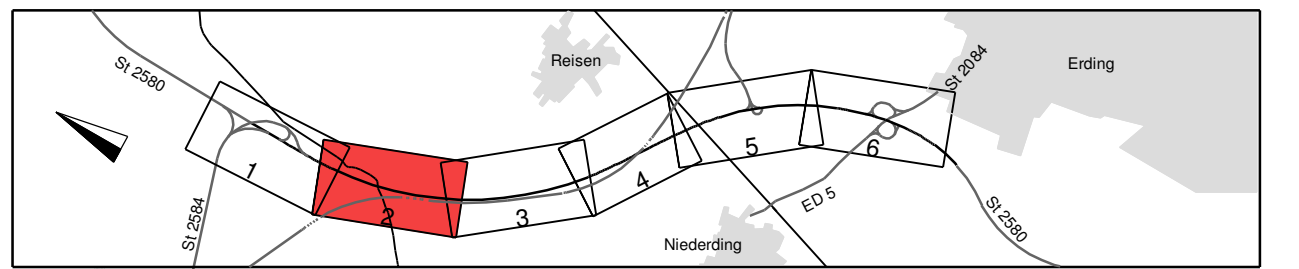 St 2580
Reisen
St 2084
Erding
1
2
3
4
5
6
St 2584
ED 5
Niederding
St 2580